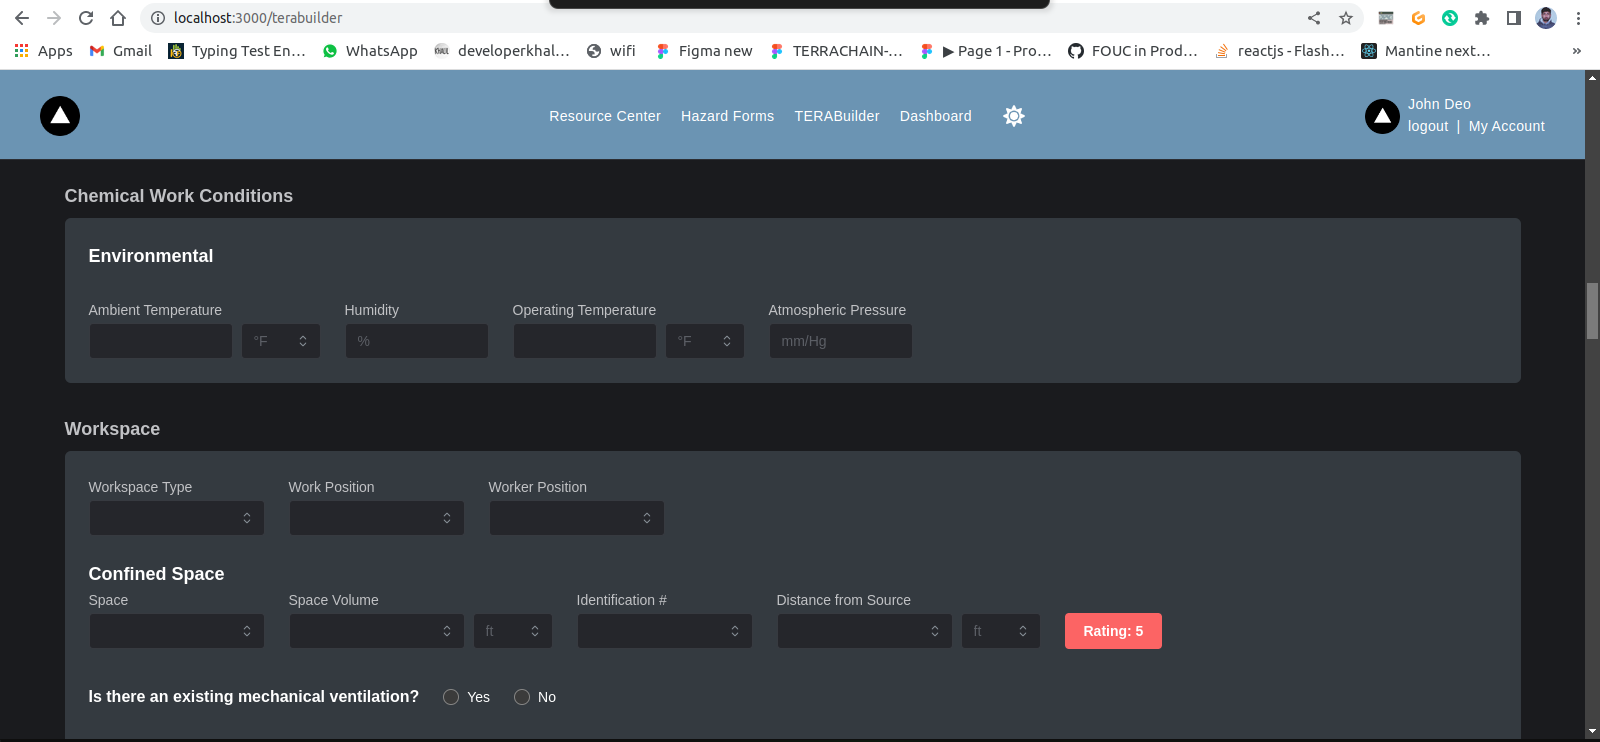 localhost:3000/terabuilder
Apps Gmail Typing Test En... WhatsApp developerkhal... wifi Figma new TERRACHAIN-... ▶ Page 1 - Pro... FOUC in Prod... reactjs - Flash... Mantine next... »
Resource Center Hazard Forms TERABuilder Dashboard
John Deo
logout | My Account
Chemical Work Conditions
Environmental
Ambient Temperature Humidity Operating Temperature Atmospheric Pressure
°F % °F mm/Hg
Workspace
Workspace Type Work Position Worker Position
Confined Space
Space Space Volume Identification # Distance from Source
ft ft Rating: 5
Is there an existing mechanical ventilation? Yes No